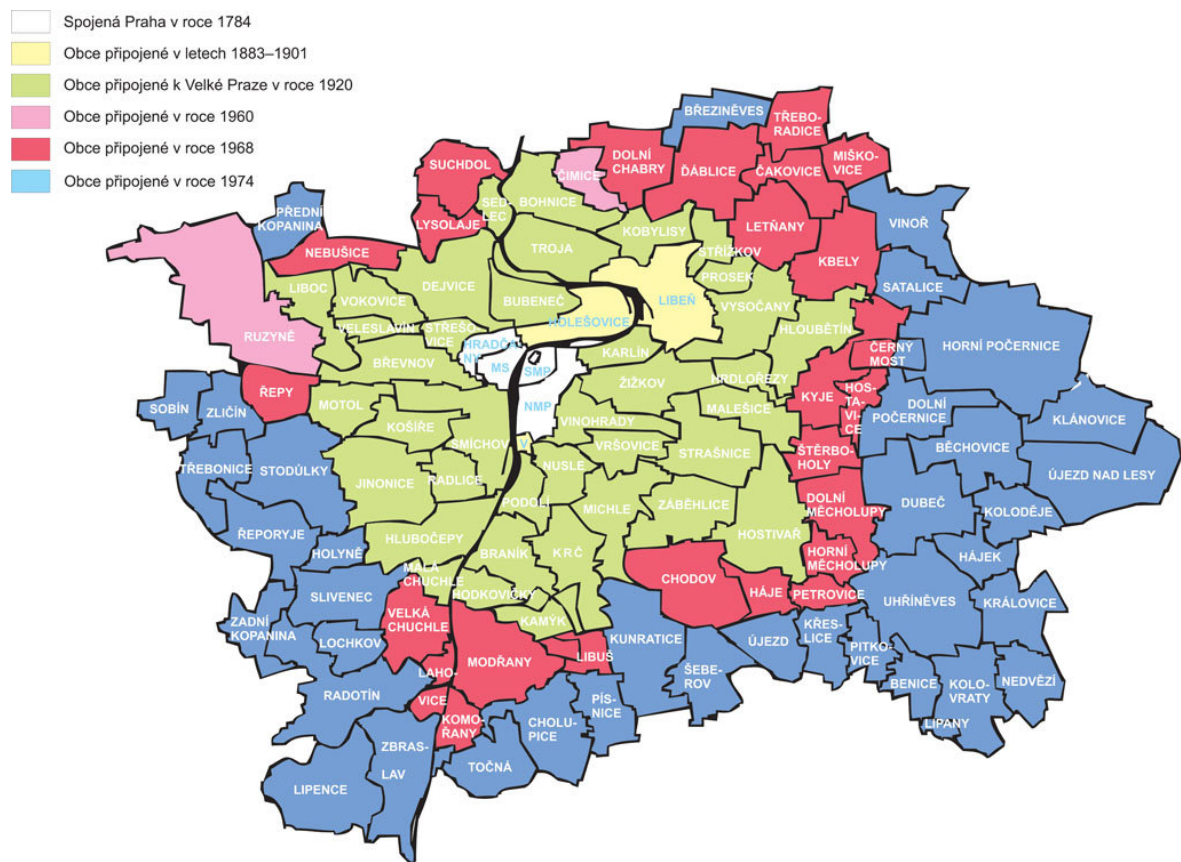 Spojená Praha v roce 1784
Obce připojené v letech 1883–1901
Obce připojené k Velké Praze v roce 1920
Obce připojené v roce 1960
Obce připojené v roce 1968
Obce připojené v roce 1974
BŘEZINĚVES
TŘEBO-
RADICE
SUCHDOL
ČIMICE
DOLNÍ
CHABRY
ĎÁBLICE
ČAKOVICE
MIŠKO-
VICE
PŘEDNÍ
KOPANINA
LYSOLAJE
SED-
LEC
BOHNICE
KOBYLISY
LETŇANY
VINOŘ
NEBUŠICE
TROJA
STŘÍŽKOV
KBELY
LIBOC
VOKOVICE
DEJVICE
BUBENEČ
PROSEK
SATALICE
RUZYNĚ
VELESLAVÍN
STŘEŠO-
VICE
HOLEŠOVICE
LIBEŇ
VYSOČANY
HLOUBĚTÍN
HORNÍ POČERNICE
BŘEVNOV
HRADČA-
NY
MS
SMP
KARLÍN
ČERNÝ
MOST
ŘEPY
NMP
ŽIŽKOV
HRDLOŘEZY
KYJE
HOS-
TA-
VI-
CE
SOBÍN
ZLIČÍN
MOTOL
KOŠÍŘE
VINOHRADY
MALEŠICE
DOLNÍ
POČERNICE
KLÁNOVICE
SMÍCHOV
V
VRŠOVICE
STRAŠNICE
ŠTĚRBO-
HOLY
BĚCHOVICE
TŘEBONICE
STODŮLKY
JINONICE
RADLICE
NUSLE
ÚJEZD NAD LESY
PODOLÍ
MICHLE
ZÁBĚHLICE
DOLNÍ
MĚCHOLUPY
DUBEČ
KOLODĚJE
ŘEPORYJE
HLUBOČEPY
BRANÍK
KRČ
HOSTIVAŘ
HOLYNĚ
HORNÍ
MĚCHOLUPY
HÁJEK
MALÁ
CHUCHLE
HODKOVIČKY
CHODOV
HÁJE
PETROVICE
UHŘÍNĚVES
KRÁLOVICE
SLIVENEC
VELKÁ
CHUCHLE
KAMÝK
ZADNÍ
KOPANINA
LOCHKOV
KUNRATICE
ÚJEZD
KŘES-
LICE
PITKO-
VICE
LAHO-
VICE
MODŘANY
LIBUŠ
ŠEBE-
ROV
BENICE
KOLO-
VRATY
NEDVĚZÍ
RADOTÍN
KOMO-
ŘANY
CHOLU-
PICE
PÍS-
NICE
LIPANY
ZBRAS-
LAV
TOČNÁ
LIPENCE